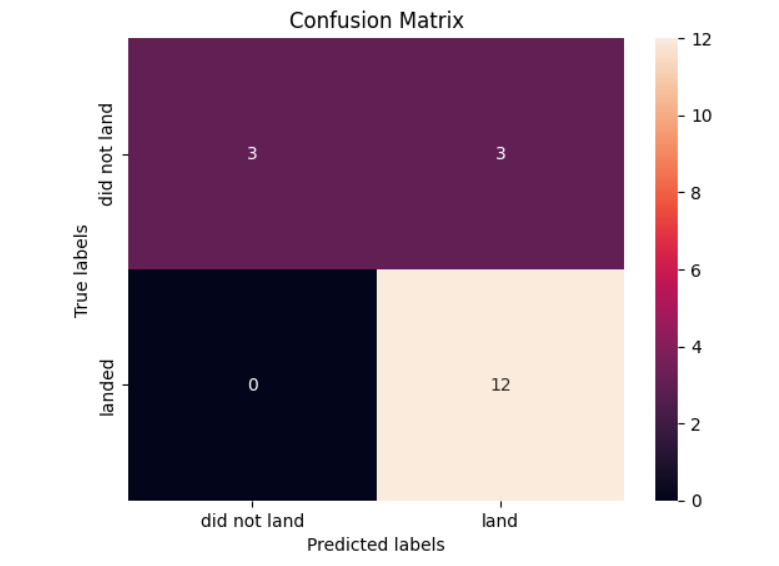 Confusion Matrix
True labels
did not land
landed
3
3
0
12
did not land
land
Predicted labels
12
10
8
6
4
2
0